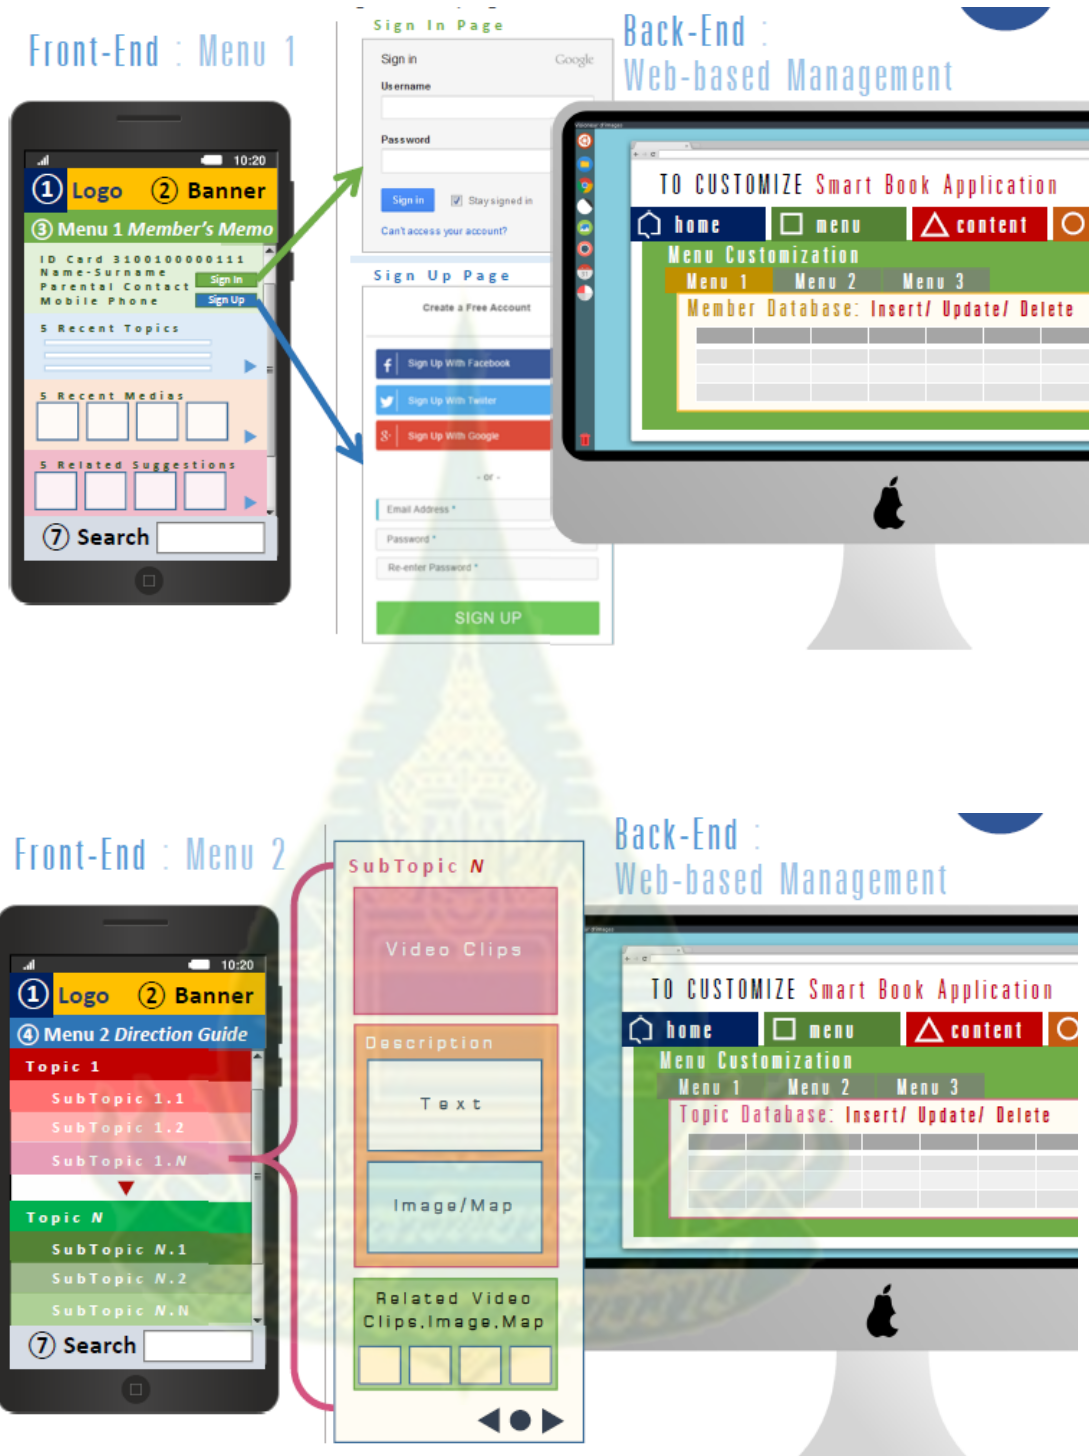 Sign In Page
Front-End : Menu 1
Back-End :
Web-based Management
Sign in
Google
Username
Password
Sign in
Stay signed in
Can't access your account?
10:20
1 Logo
2 Banner
3 Menu 1 Member's Memo
ID Card 3100100000111
Name-Surname
Parental Contact
Mobile Phone
Sign In
Sign Up
5 Recent Topics
5 Recent Medias
5 Related Suggestions
7 Search
Sign Up Page
Create a Free Account
Sign Up With Facebook
Sign Up With Twitter
Sign Up With Google
- or -
Email Address *
Password *
Re-enter Password *
SIGN UP
TO CUSTOMIZE Smart Book Application
home
menu
content
Menu Customization
Menu 1
Menu 2
Menu 3
Member Database: Insert/ Update/ Delete
Front-End : Menu 2
Back-End :
Web-based Management
10:20
1 Logo
2 Banner
4 Menu 2 Direction Guide
Topic 1
SubTopic 1.1
SubTopic 1.2
SubTopic 1.N
Topic N
SubTopic N.1
SubTopic N.2
SubTopic N.N
7 Search
SubTopic N
Video Clips
Description
Text
Image/Map
Related Video
Clips,Image,Map
TO CUSTOMIZE Smart Book Application
home
menu
content
Menu Customization
Menu 1
Menu 2
Menu 3
Topic Database: Insert/ Update/ Delete